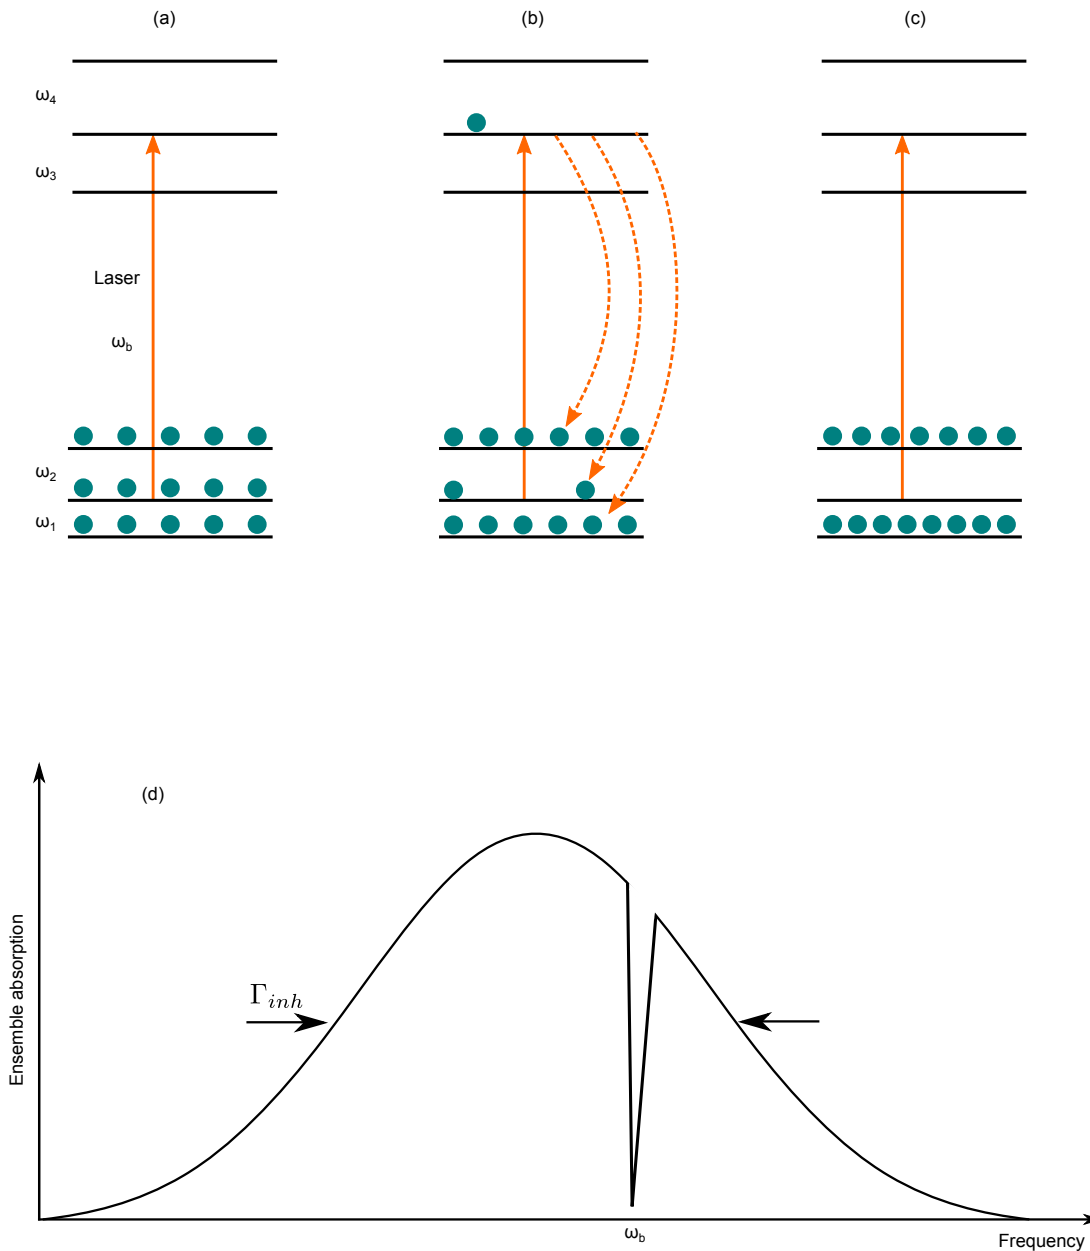 (a)
(b)
(c)
ω4
ω3
Laser
ωb
ω2
ω1
(d)
Γinh
Ensemble absorption
ωb
Frequency